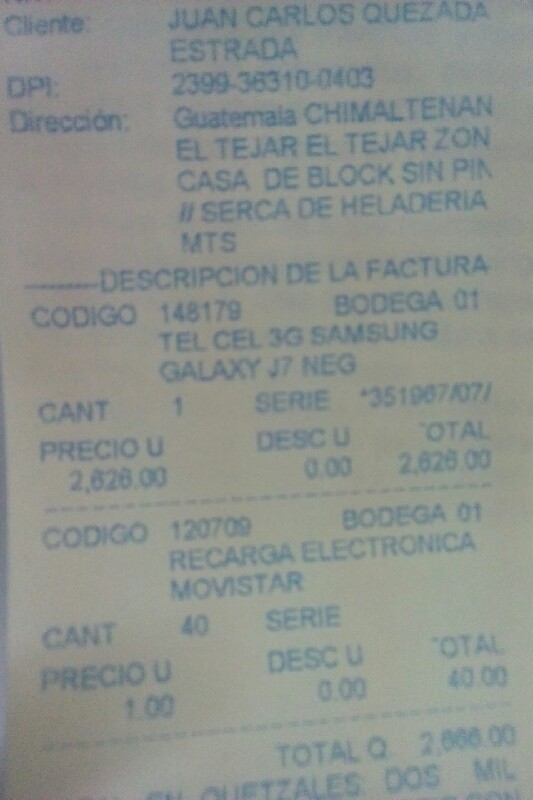 Cliente: JUAN CARLOS QUEZADA
ESTRADA
DPI: 2399-36310-0403
Dirección: Guatemala CHIMALTENAN
EL TEJAR EL TEJAR ZON
CASA DE BLOCK SIN PIN
// SERCA DE HELADERIA
MTS
---------DESCRIPCION DE LA FACTURA
CODIGO 148179 BODEGA 01
TEL CEL 3G SAMSUNG
GALAXY J7 NEG
CANT 1 SERIE *351967/07/
PRECIO U DESC U TOTAL
2,626.00 0.00 2,626.00
CODIGO 120709 BODEGA 01
RECARGA ELECTRONICA
MOVISTAR
CANT 40 SERIE
PRECIO U DESC U TOTAL
1.00 0.00 40.00
TOTAL Q 2,666.00
EN QUETZALES: DOS MIL